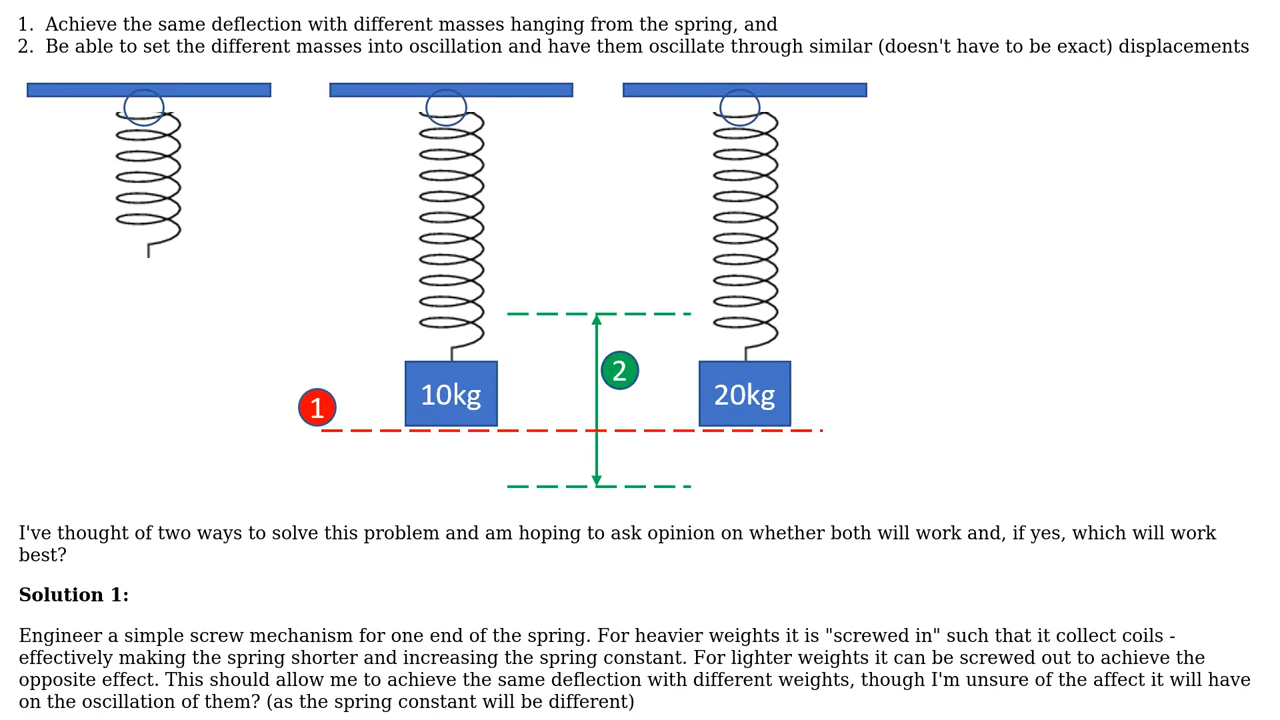 1. Achieve the same deflection with different masses hanging from the spring, and
2. Be able to set the different masses into oscillation and have them oscillate through similar (doesn't have to be exact) displacements
2
10kg
20kg
1
I've thought of two ways to solve this problem and am hoping to ask opinion on whether both will work and, if yes, which will work
best?
Solution 1:
Engineer a simple screw mechanism for one end of the spring. For heavier weights it is "screwed in" such that it collect coils -
effectively making the spring shorter and increasing the spring constant. For lighter weights it can be screwed out to achieve the
opposite effect. This should allow me to achieve the same deflection with different weights, though I'm unsure of the affect it will have
on the oscillation of them? (as the spring constant will be different)